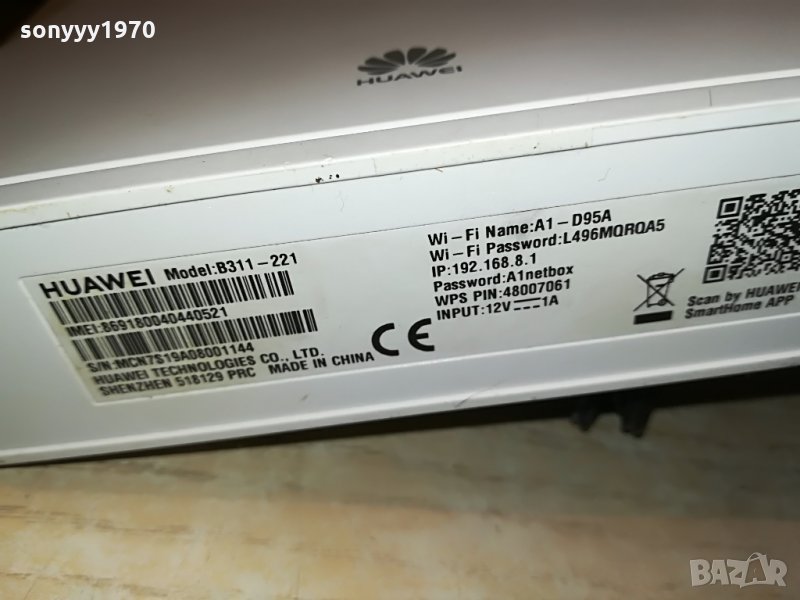 sonyyy1970
HUAWEI
HUAWEI Model:B311-221
IMEI:869180040440521
S/N:MCN7S19A08001144
HUAWEI TECHNOLOGIES CO., LTD.
SHENZHEN 518129 PRC MADE IN CHINA
CE
Wi-Fi Name:A1-D95A
Wi-Fi Password:L496MQRQA5
IP:192.168.8.1
Password:A1netbox
WPS PIN:48007061
INPUT:12V⎓1A
Scan by HUAWEI
SmartHome APP
BAZAR